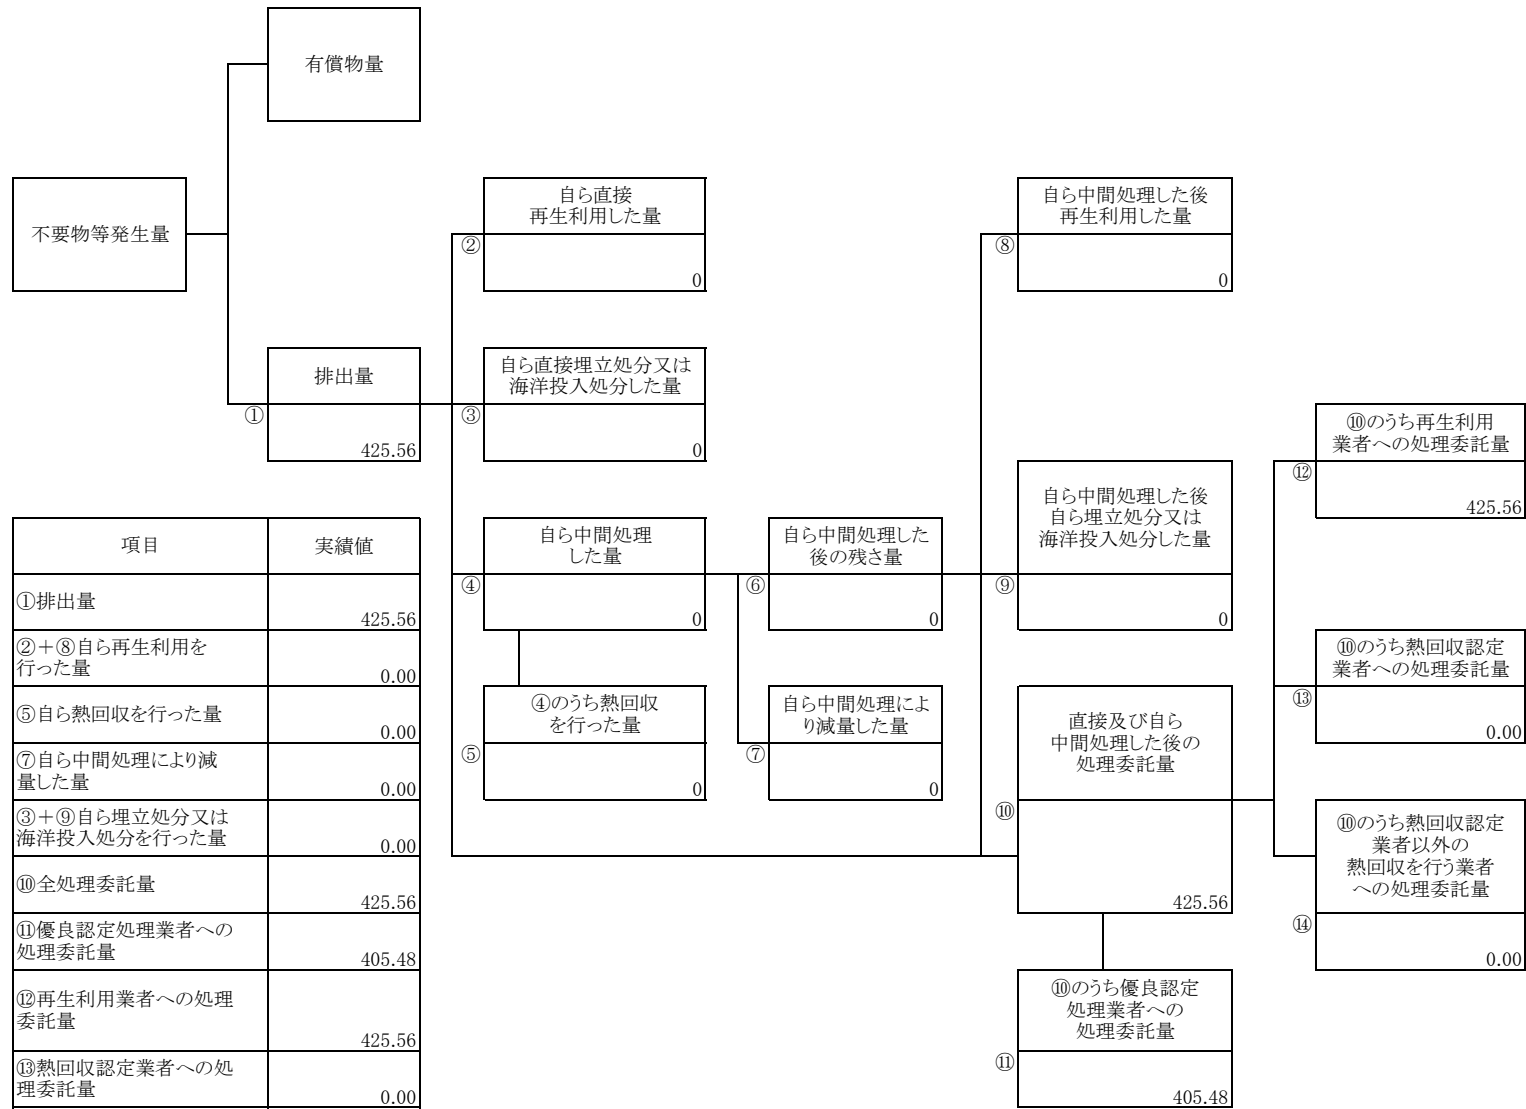 有償物量
不要物等発生量
自ら直接
再生利用した量
②
0
自ら中間処理した後
再生利用した量
⑧
0
排出量
①
425.56
自ら直接埋立処分又は
海洋投入処分した量
③
0
⑩のうち再生利用
業者への処理委託量
⑫
425.56
自ら中間処理
した量
④
0
自ら中間処理した
後の残さ量
⑥
0
自ら中間処理した後
自ら埋立処分又は
海洋投入処分した量
⑨
0
⑩のうち熱回収認定
業者への処理委託量
⑬
0.00
④のうち熱回収
を行った量
⑤
0
自ら中間処理によ
り減量した量
⑦
0
直接及び自ら
中間処理した後の
処理委託量
⑩
425.56
⑩のうち熱回収認定
業者以外の
熱回収を行う業者
への処理委託量
⑭
0.00
⑩のうち優良認定
処理業者への
処理委託量
⑪
405.48
項目
実績値
①排出量
425.56
②+⑧自ら再生利用を
行った量
0.00
⑤自ら熱回収を行った量
0.00
⑦自ら中間処理により減
量した量
0.00
③+⑨自ら埋立処分又は
海洋投入処分を行った量
0.00
⑩全処理委託量
425.56
⑪優良認定処理業者への
処理委託量
405.48
⑫再生利用業者への処理
委託量
425.56
⑬熱回収認定業者への処
理委託量
0.00